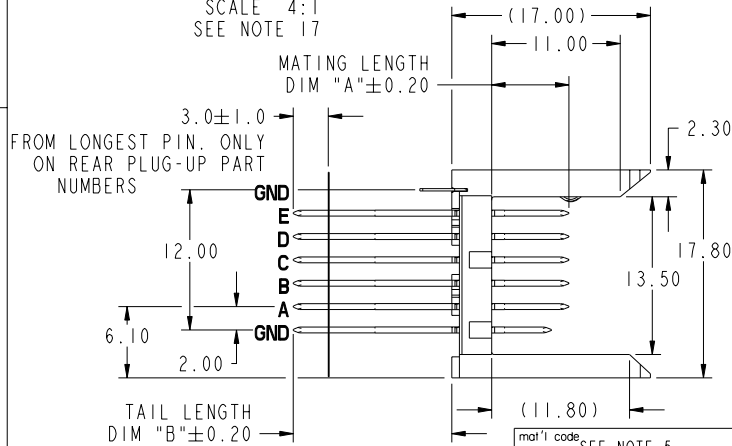 SCALE 4:1
SEE NOTE 17
(17.00)
11.00
MATING LENGTH
DIM "A"±0.20
3.0±1.0
FROM LONGEST PIN. ONLY
ON REAR PLUG-UP PART
NUMBERS
2.30
GND
E
D
C
B
A
GND
12.00
17.80
13.50
6.10
2.00
(11.80)
TAIL LENGTH
DIM "B"±0.20
mat'l code SEE NOTE 5